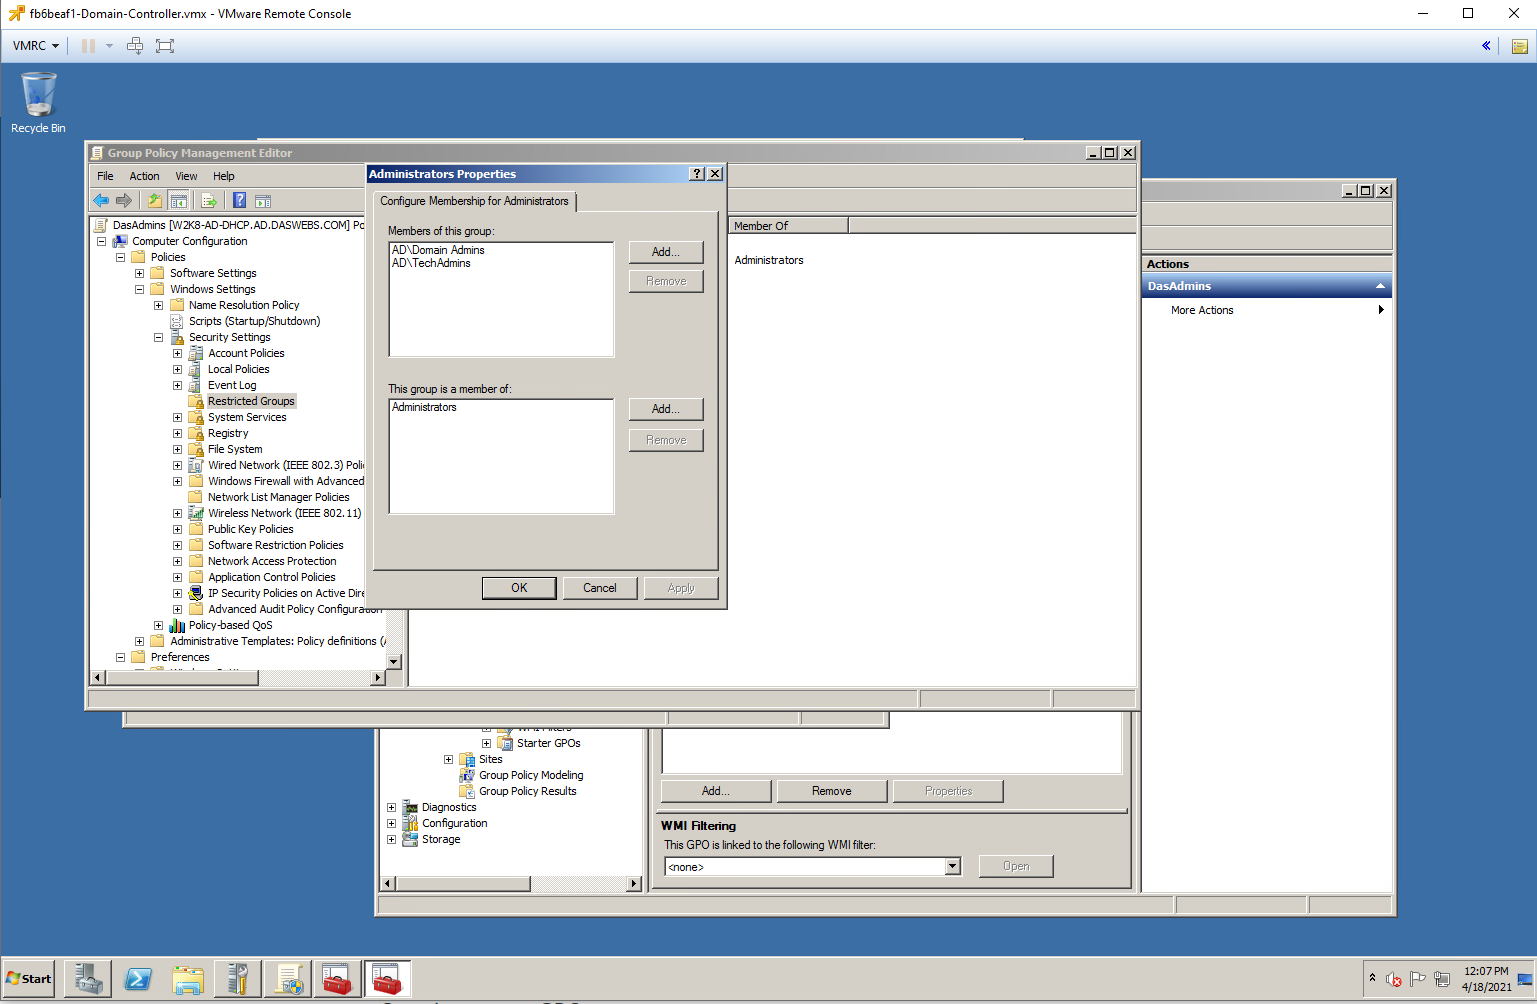 fb6beaf1-Domain-Controller.vmx - VMware Remote Console
VMRC
Recycle Bin
Group Policy Management Editor
File Action View Help
DasAdmins [W2K8-AD-DHCP.AD.DASWEBS.COM] Po
Computer Configuration
Policies
Software Settings
Windows Settings
Name Resolution Policy
Scripts (Startup/Shutdown)
Security Settings
Account Policies
Local Policies
Event Log
Restricted Groups
System Services
Registry
File System
Wired Network (IEEE 802.3) Poli
Windows Firewall with Advanced
Network List Manager Policies
Wireless Network (IEEE 802.11)
Public Key Policies
Software Restriction Policies
Network Access Protection
Application Control Policies
IP Security Policies on Active Dire
Advanced Audit Policy Configuration
Policy-based QoS
Administrative Templates: Policy definitions (
Preferences
Administrators Properties
Configure Membership for Administrators
Members of this group:
AD\Domain Admins
AD\TechAdmins
Add...
Remove
This group is a member of:
Administrators
Add...
Remove
OK Cancel Apply
Member Of
Administrators
Actions
DasAdmins
More Actions
Starter GPOs
Sites
Group Policy Modeling
Group Policy Results
Diagnostics
Configuration
Storage
Add... Remove Properties
WMI Filtering
This GPO is linked to the following WMI filter:
<none>
Open
Start
12:07 PM
4/18/2021